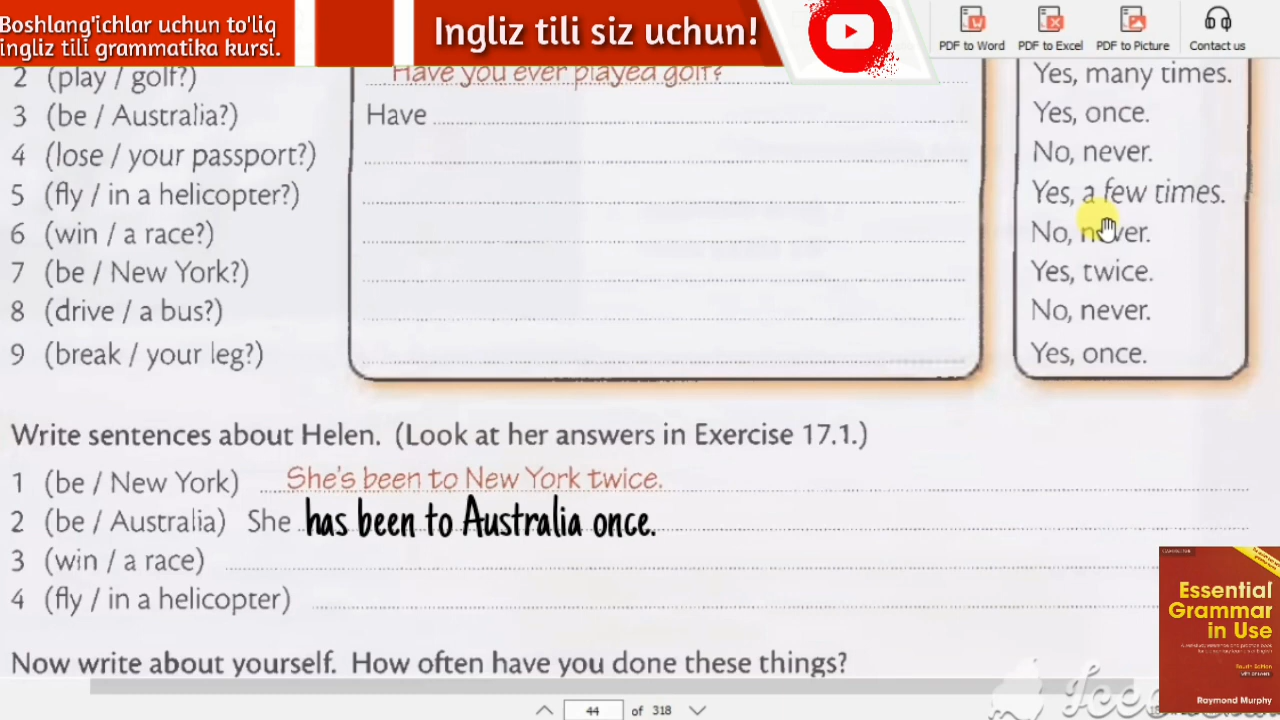 Boshlang'ichlar uchun to'liq
ingliz tili grammatika kursi.
Ingliz tili siz uchun!
PDF to Word
PDF to Excel
PDF to Picture
Contact us
2 (play / golf?)
Have you ever played golf?
Yes, many times.
3 (be / Australia?)
Have
Yes, once.
4 (lose / your passport?)
No, never.
5 (fly / in a helicopter?)
Yes, a few times.
6 (win / a race?)
No, never.
7 (be / New York?)
Yes, twice.
8 (drive / a bus?)
No, never.
9 (break / your leg?)
Yes, once.
Write sentences about Helen. (Look at her answers in Exercise 17.1.)
1 (be / New York) She's been to New York twice.
2 (be / Australia) She has been to Australia once.
3 (win / a race)
4 (fly / in a helicopter)
Now write about yourself. How often have you done these things?
Essential
Grammar
in Use
Fourth Edition
Raymond Murphy
44 of 318